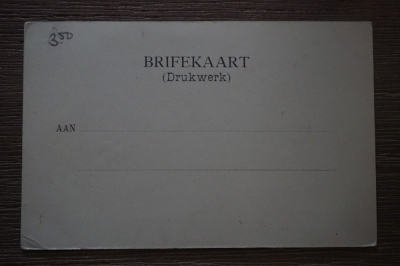 3.50
BRIEFKAART
(Drukwerk)
AAN